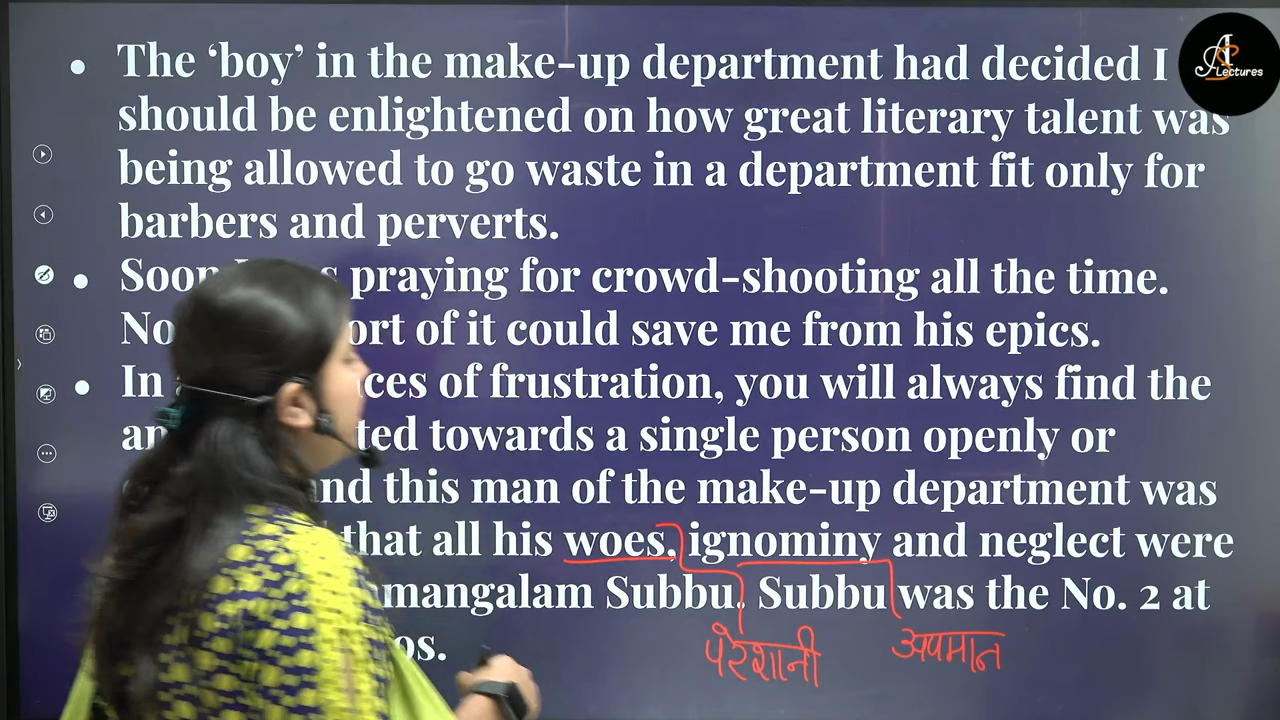 The ‘boy’ in the make-up department had decided I
should be enlightened on how great literary talent was
being allowed to go waste in a department fit only for
barbers and perverts.
Soon praying for crowd-shooting all the time.
No ort of it could save me from his epics.
In ces of frustration, you will always find the
an ted towards a single person openly or
nd this man of the make-up department was
that all his woes, ignominy and neglect were
amangalam Subbu. Subbu was the No. 2 at
os.
परेशानी अपमान
ALectures